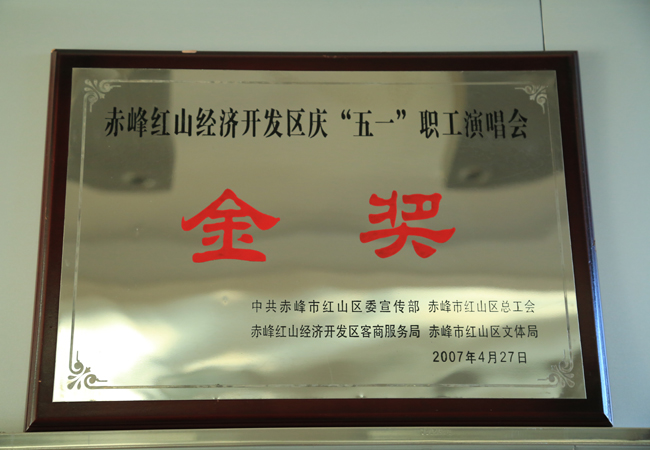 赤峰红山经济开发区庆“五一”职工演唱会
金奖
中共赤峰市红山区委宣传部 赤峰市红山区总工会
赤峰红山经济开发区客商服务局 赤峰市红山区文体局
2007年4月27日